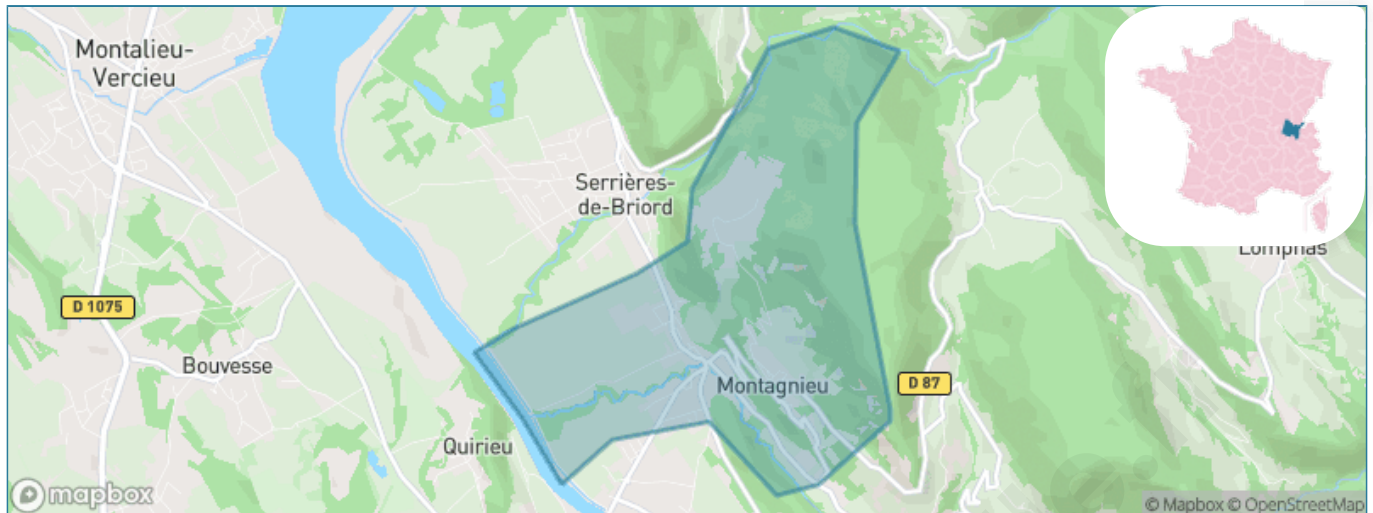 Montalieu-
Vercieu
Serrières-
de-Briord
Lompnas
D 1075
Bouvesse
Montagnieu
D 87
Quirieu
mapbox
© Mapbox © OpenStreetMap